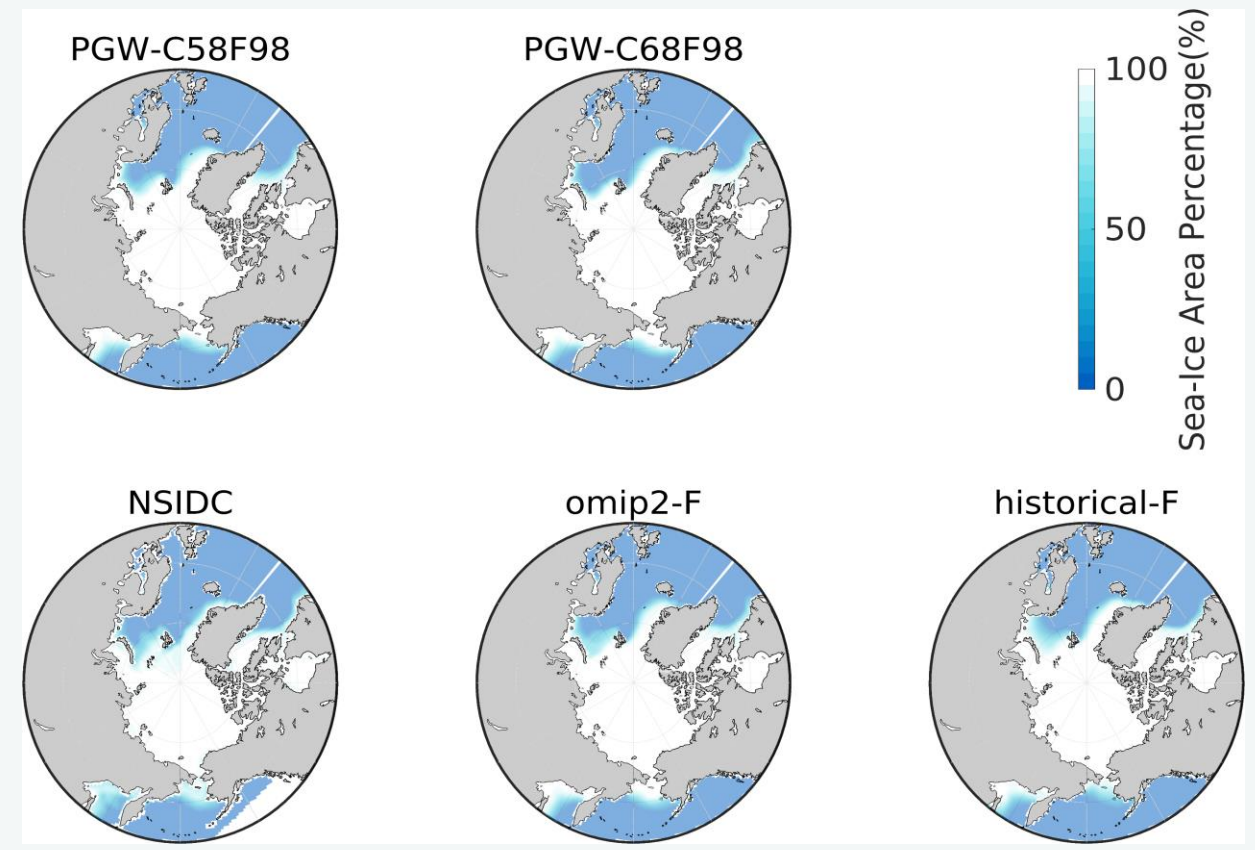 PGW-C58F98
PGW-C68F98
100
50
0
Sea-Ice Area Percentage(%)
NSIDC
omip2-F
historical-F